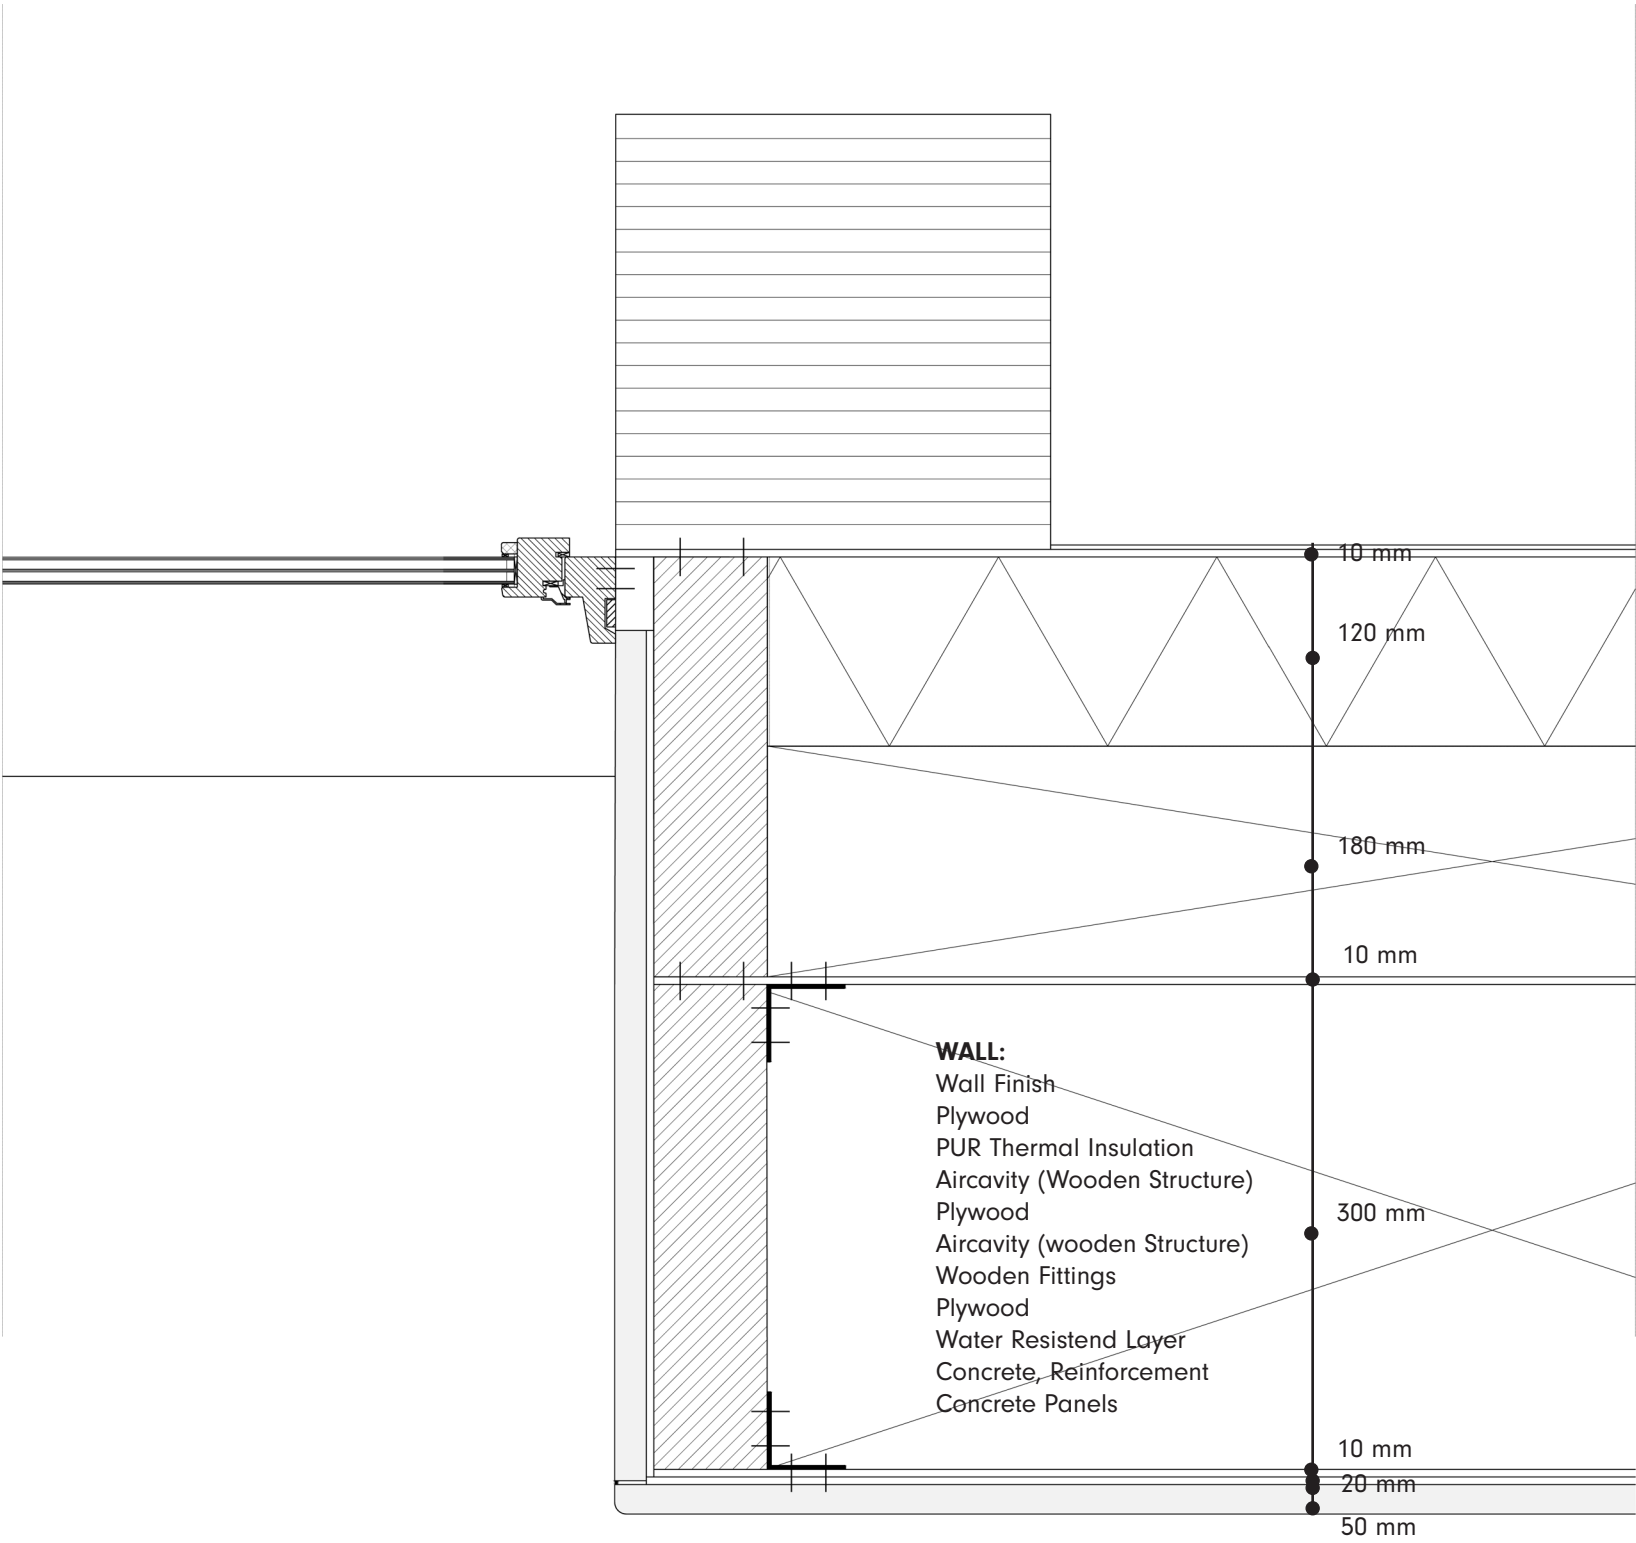 10 mm
120 mm
180 mm
10 mm
WALL:
Wall Finish
Plywood
PUR Thermal Insulation
Aircavity (Wooden Structure)
Plywood
Aircavity (wooden Structure)
Wooden Fittings
Plywood
Water Resistend Layer
Concrete, Reinforcement
Concrete Panels
300 mm
10 mm
20 mm
50 mm